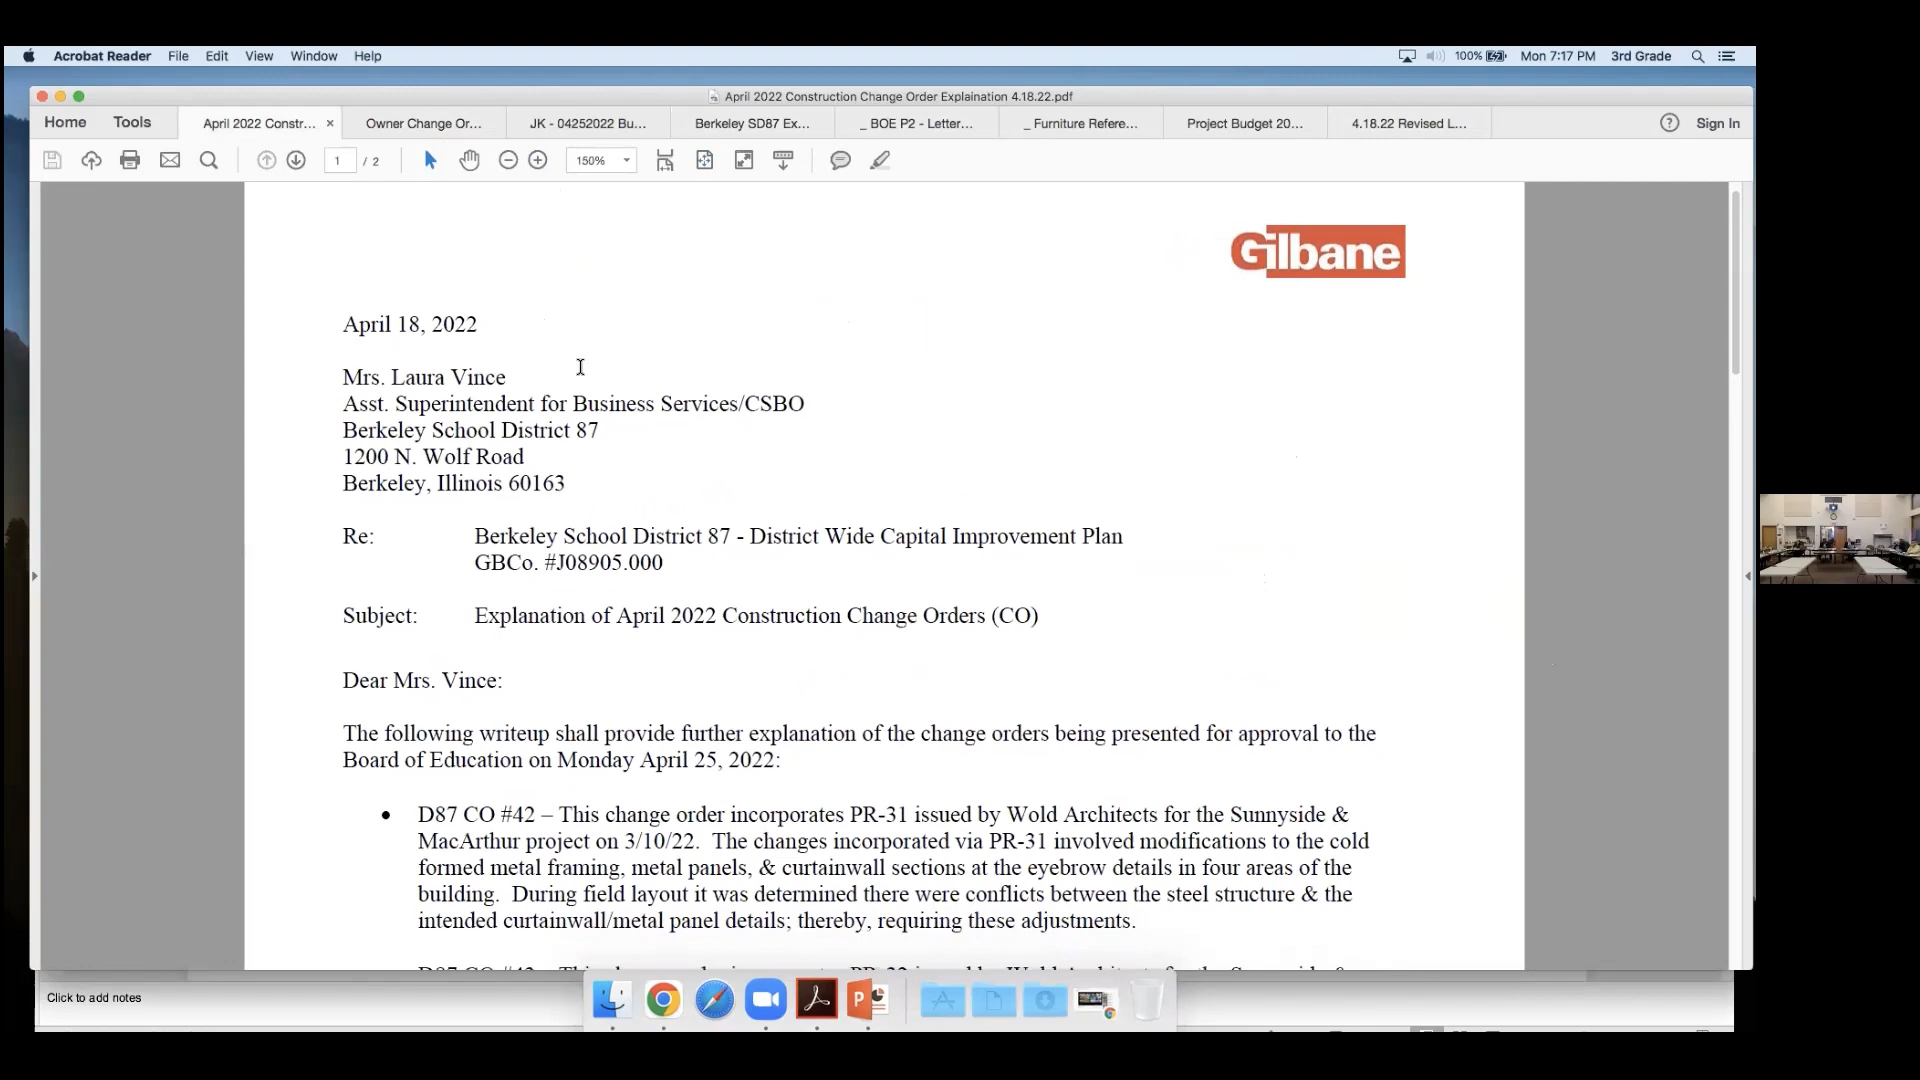 Acrobat Reader File Edit View Window Help 100% Mon 7:17 PM 3rd Grade
April 2022 Construction Change Order Explaination 4.18.22.pdf
Home Tools April 2022 Constr... × Owner Change Or... JK - 04252022 Bu... Berkeley SD87 Ex... _ BOE P2 - Letter... _ Furniture Refere... Project Budget 20... 4.18.22 Revised L... ? Sign In
1 / 2 150%
Gilbane
April 18, 2022
Mrs. Laura Vince
Asst. Superintendent for Business Services/CSBO
Berkeley School District 87
1200 N. Wolf Road
Berkeley, Illinois 60163
Re: Berkeley School District 87 - District Wide Capital Improvement Plan
GBCo. #J08905.000
Subject: Explanation of April 2022 Construction Change Orders (CO)
Dear Mrs. Vince:
The following writeup shall provide further explanation of the change orders being presented for approval to the
Board of Education on Monday April 25, 2022:
• D87 CO #42 – This change order incorporates PR-31 issued by Wold Architects for the Sunnyside &
MacArthur project on 3/10/22. The changes incorporated via PR-31 involved modifications to the cold
formed metal framing, metal panels, & curtainwall sections at the eyebrow details in four areas of the
building. During field layout it was determined there were conflicts between the steel structure & the
intended curtainwall/metal panel details; thereby, requiring these adjustments.
Click to add notes